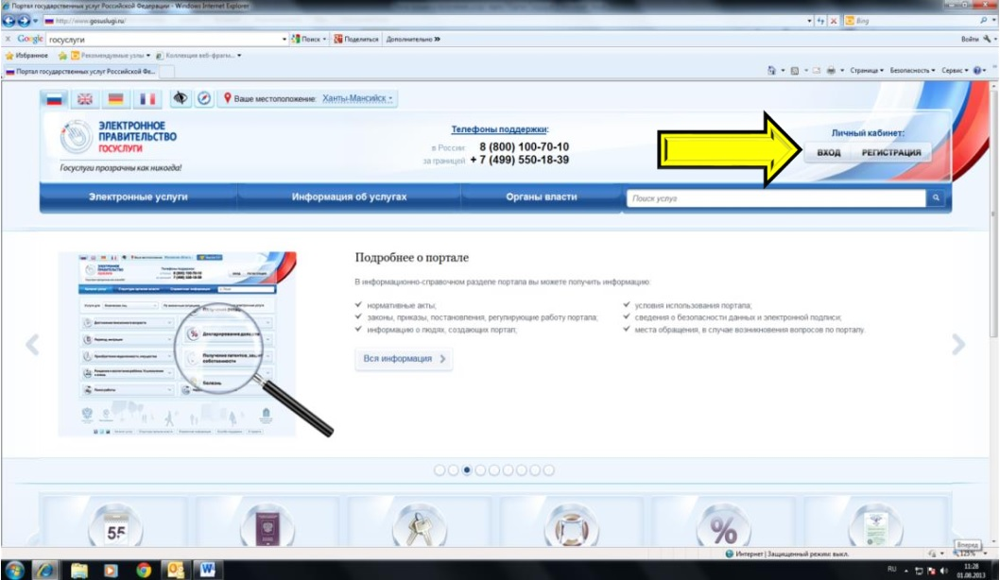 Портал государственных услуг Российской Федерации - Windows Internet Explorer
http://www.gosuslugi.ru/
Bing
Google госуслуги
Поиск
Поделиться
Дополнительно
Войти
Избранное
Рекомендуемые узлы
Коллекция веб-фрагм...
Портал государственных услуг Российской Фе...
Страница
Безопасность
Сервис
Ваше местоположение: Ханты-Мансийск
ЭЛЕКТРОННОЕ
ПРАВИТЕЛЬСТВО
ГОСУСЛУГИ
Госуслуги прозрачны как никогда!
Телефоны поддержки:
в России 8 (800) 100-70-10
за границей + 7 (499) 550-18-39
Личный кабинет:
ВХОД РЕГИСТРАЦИЯ
Электронные услуги
Информация об услугах
Органы власти
Поиск услуг
Подробнее о портале
В информационно-справочном разделе портала вы можете получить информацию:
нормативные акты;
законы, приказы, постановления, регулирующие работу портала;
информацию о людях, создающих портал;
условия использования портала;
сведения о безопасности данных и электронной подписи;
места обращения, в случае возникновения вопросов по порталу.
Вся информация
Декларирование доходов
Получение патентов,
собственности
Болезнь
55
%
Вперед
Интернет | Защищенный режим: выкл.
125%
RU
11:28
01.08.2013